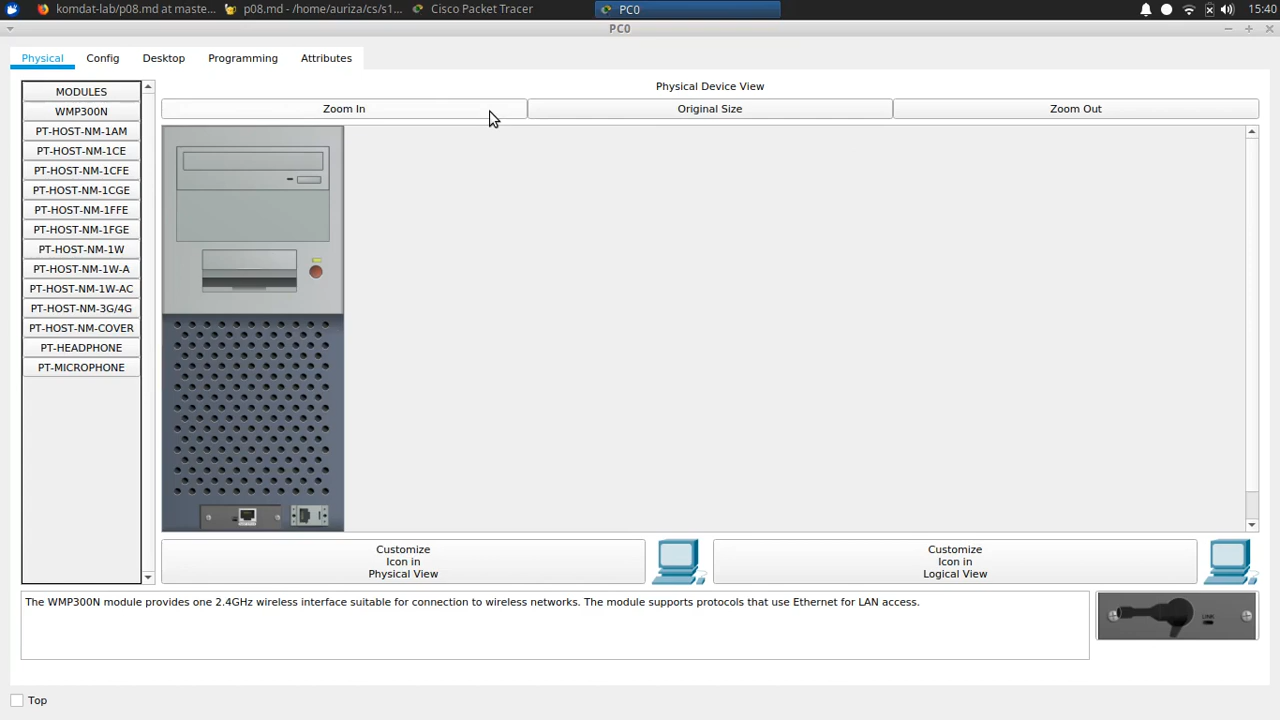 komdat-lab/p08.md at maste...
p08.md - /home/auriza/cs/s1...
Cisco Packet Tracer
PC0
15:40
PC0
Physical
Config
Desktop
Programming
Attributes
MODULES
WMP300N
PT-HOST-NM-1AM
PT-HOST-NM-1CE
PT-HOST-NM-1CFE
PT-HOST-NM-1CGE
PT-HOST-NM-1FFE
PT-HOST-NM-1FGE
PT-HOST-NM-1W
PT-HOST-NM-1W-A
PT-HOST-NM-1W-AC
PT-HOST-NM-3G/4G
PT-HOST-NM-COVER
PT-HEADPHONE
PT-MICROPHONE
Physical Device View
Zoom In
Original Size
Zoom Out
Customize
Icon in
Physical View
Customize
Icon in
Logical View
The WMP300N module provides one 2.4GHz wireless interface suitable for connection to wireless networks. The module supports protocols that use Ethernet for LAN access.
LINK
Top